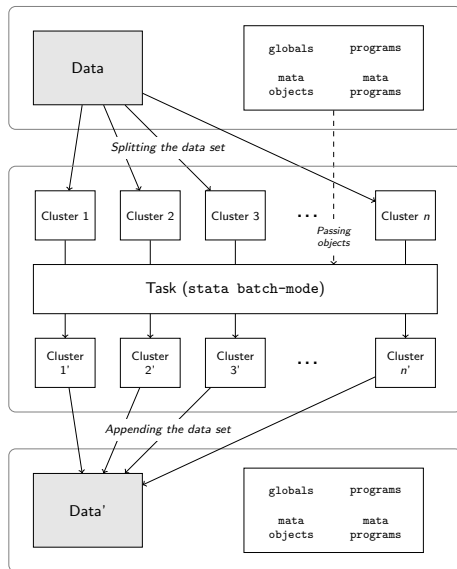 Data
globals programs
mata mata
objects programs
Splitting the data set
Cluster 1 Cluster 2 Cluster 3 ... Cluster n
Passing
objects
Task (stata batch-mode)
Cluster Cluster Cluster ... Cluster
1' 2' 3' n'
Appending the data set
Data'
globals programs
mata mata
objects programs